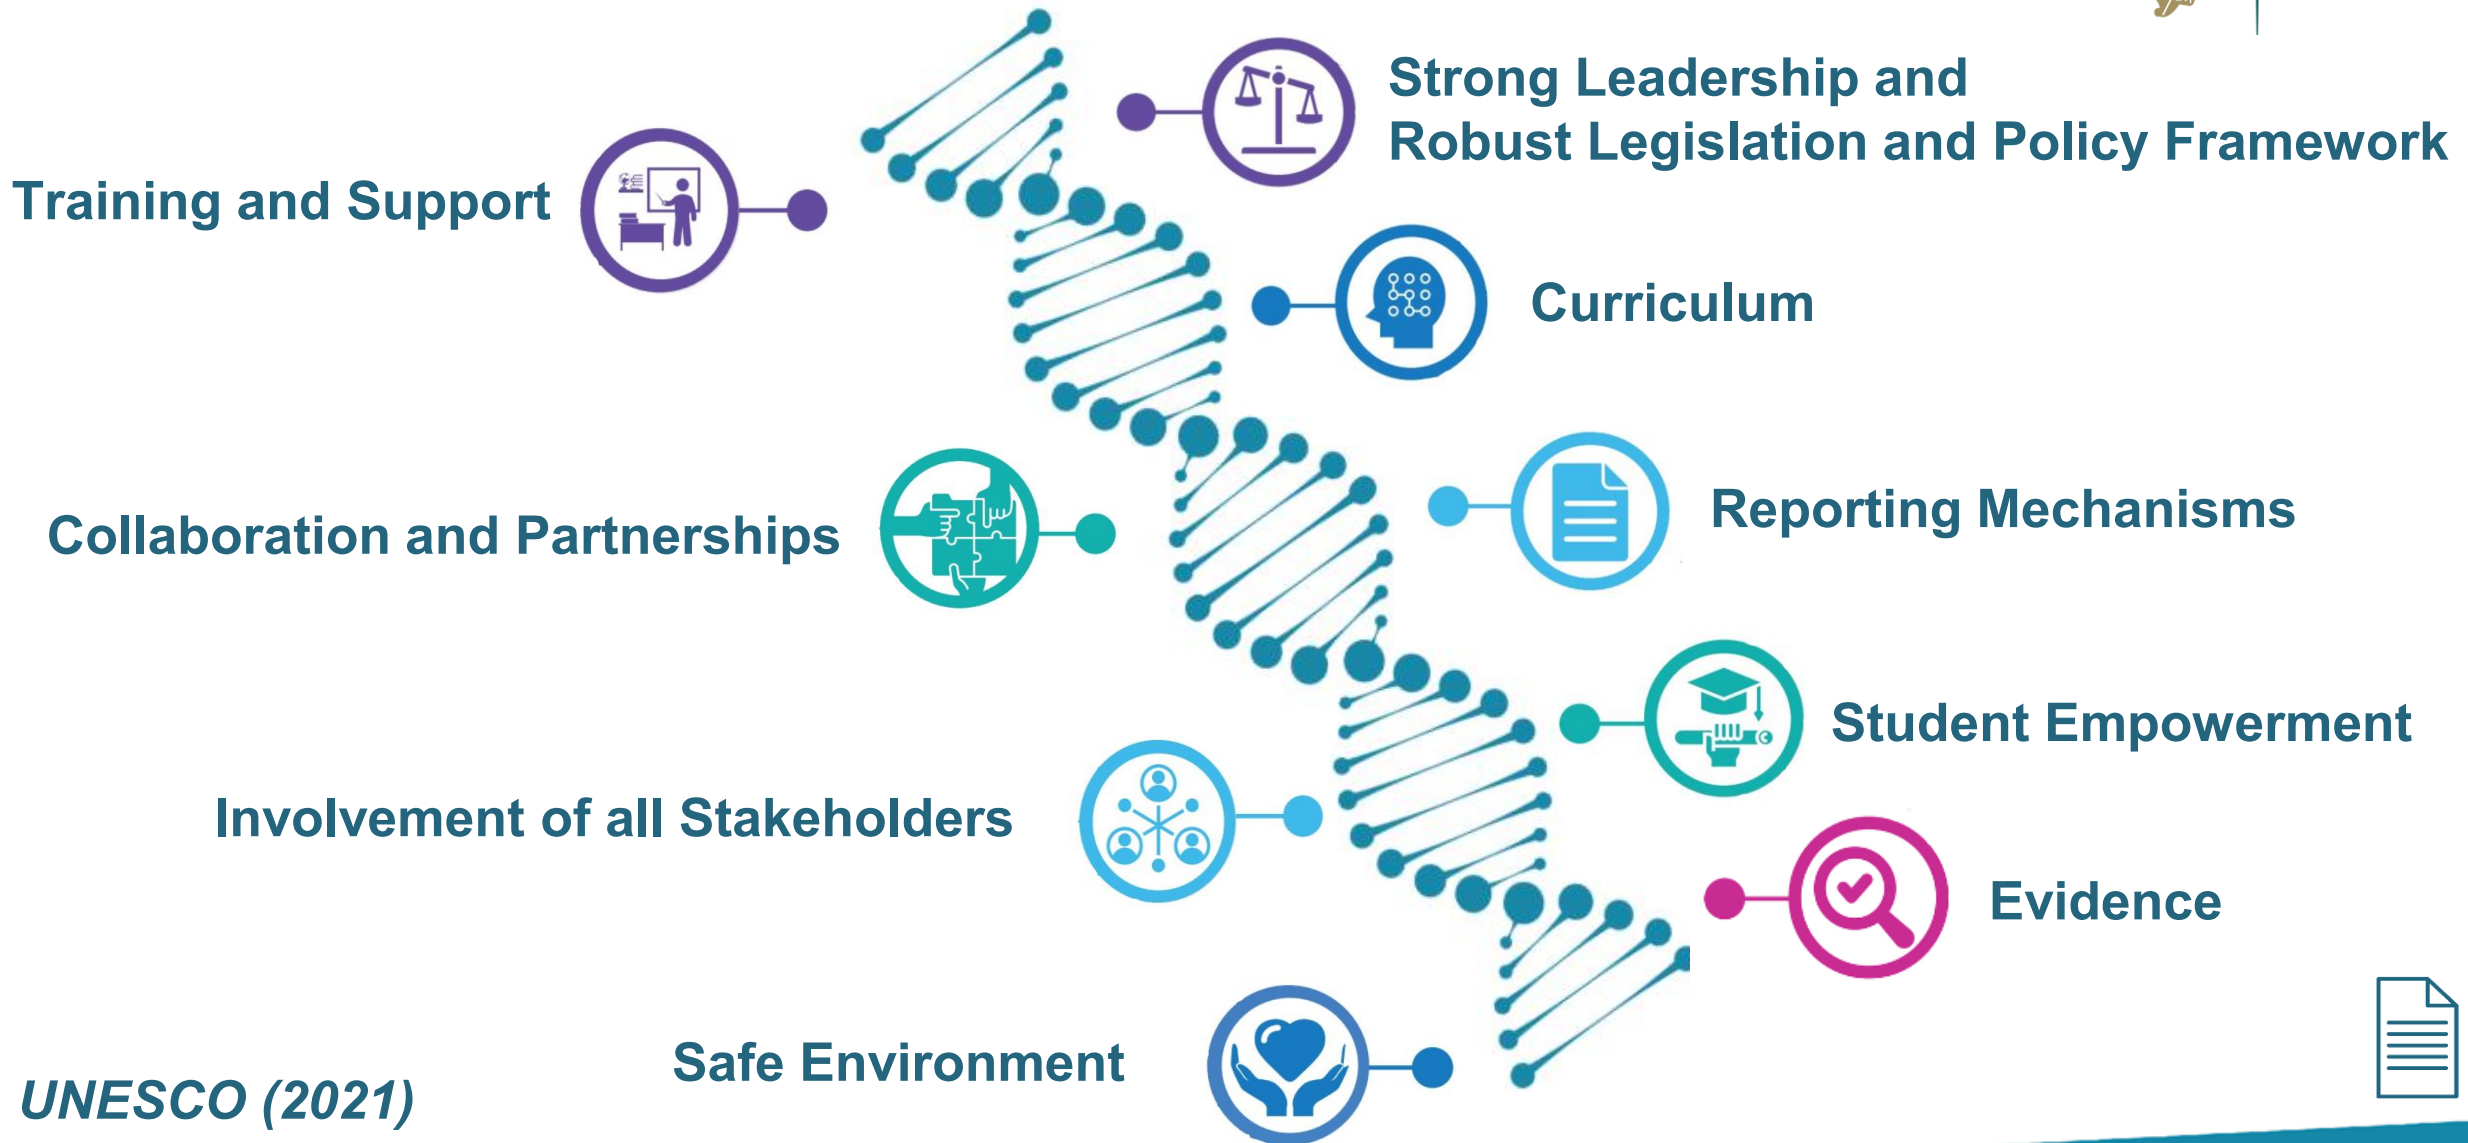 Strong Leadership and
Robust Legislation and Policy Framework
Training and Support
Curriculum
Collaboration and Partnerships
Reporting Mechanisms
Student Empowerment
Involvement of all Stakeholders
Evidence
Safe Environment
UNESCO (2021)